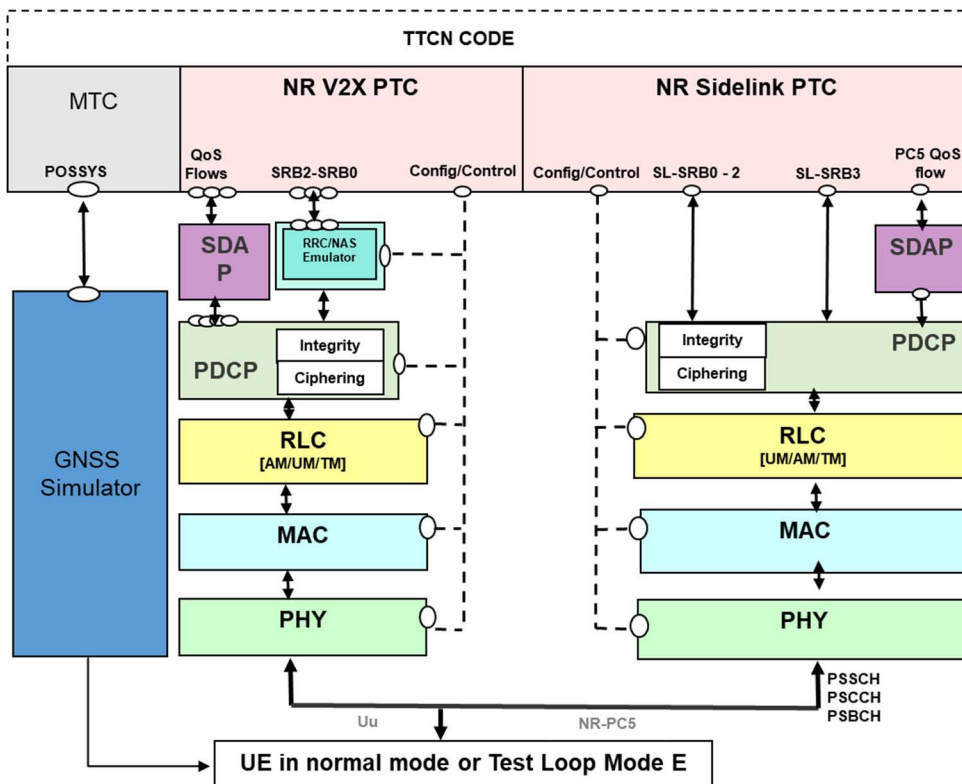 TTCN CODE
MTC
NR V2X PTC
NR Sidelink PTC
POSSYS
QoS
Flows
SRB2-SRB0
Config/Control
Config/Control
SL-SRB0 - 2
SL-SRB3
PC5 QoS
flow
SDA
P
RRC/NAS
Emulator
SDAP
PDCP
Integrity
Ciphering
Integrity
Ciphering
PDCP
GNSS
Simulator
RLC
[AM/UM/TM]
RLC
[UM/AM/TM]
MAC
MAC
PHY
PHY
PSSCH
PSCCH
PSBCH
Uu
NR-PC5
UE in normal mode or Test Loop Mode E